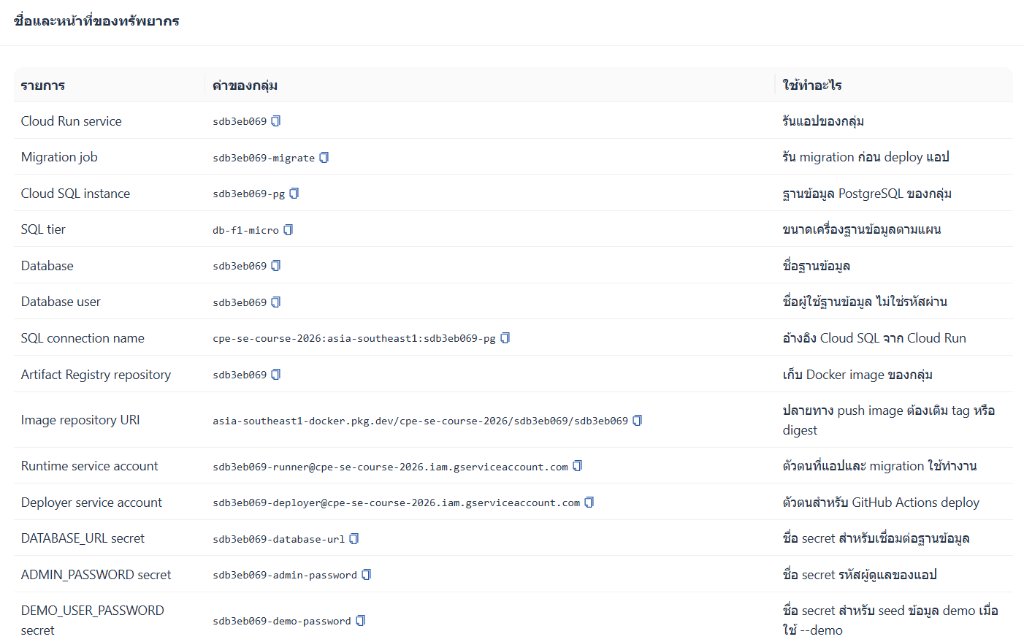 ชื่อและหน้าที่ของทรัพยากร
รายการ ค่าของกลุ่ม ใช้ทำอะไร
Cloud Run service sdb3eb069 รันแอปของกลุ่ม
Migration job sdb3eb069-migrate รัน migration ก่อน deploy แอป
Cloud SQL instance sdb3eb069-pg ฐานข้อมูล PostgreSQL ของกลุ่ม
SQL tier db-f1-micro ขนาดเครื่องฐานข้อมูลตามแผน
Database sdb3eb069 ชื่อฐานข้อมูล
Database user sdb3eb069 ชื่อผู้ใช้ฐานข้อมูล ไม่ใช่รหัสผ่าน
SQL connection name cpe-se-course-2026:asia-southeast1:sdb3eb069-pg อ้างอิง Cloud SQL จาก Cloud Run
Artifact Registry repository sdb3eb069 เก็บ Docker image ของกลุ่ม
Image repository URI asia-southeast1-docker.pkg.dev/cpe-se-course-2026/sdb3eb069/sdb3eb069 ปลายทาง push image ต้องเติม tag หรือ
digest
Runtime service account sdb3eb069-runner@cpe-se-course-2026.iam.gserviceaccount.com ตัวตนที่แอปและ migration ใช้ทำงาน
Deployer service account sdb3eb069-deployer@cpe-se-course-2026.iam.gserviceaccount.com ตัวตนสำหรับ GitHub Actions deploy
DATABASE_URL secret sdb3eb069-database-url ชื่อ secret สำหรับเชื่อมต่อฐานข้อมูล
ADMIN_PASSWORD secret sdb3eb069-admin-password ชื่อ secret รหัสผู้ดูแลของแอป
DEMO_USER_PASSWORD
secret sdb3eb069-demo-password ชื่อ secret สำหรับ seed ข้อมูล demo เมื่อ
ใช้ --demo